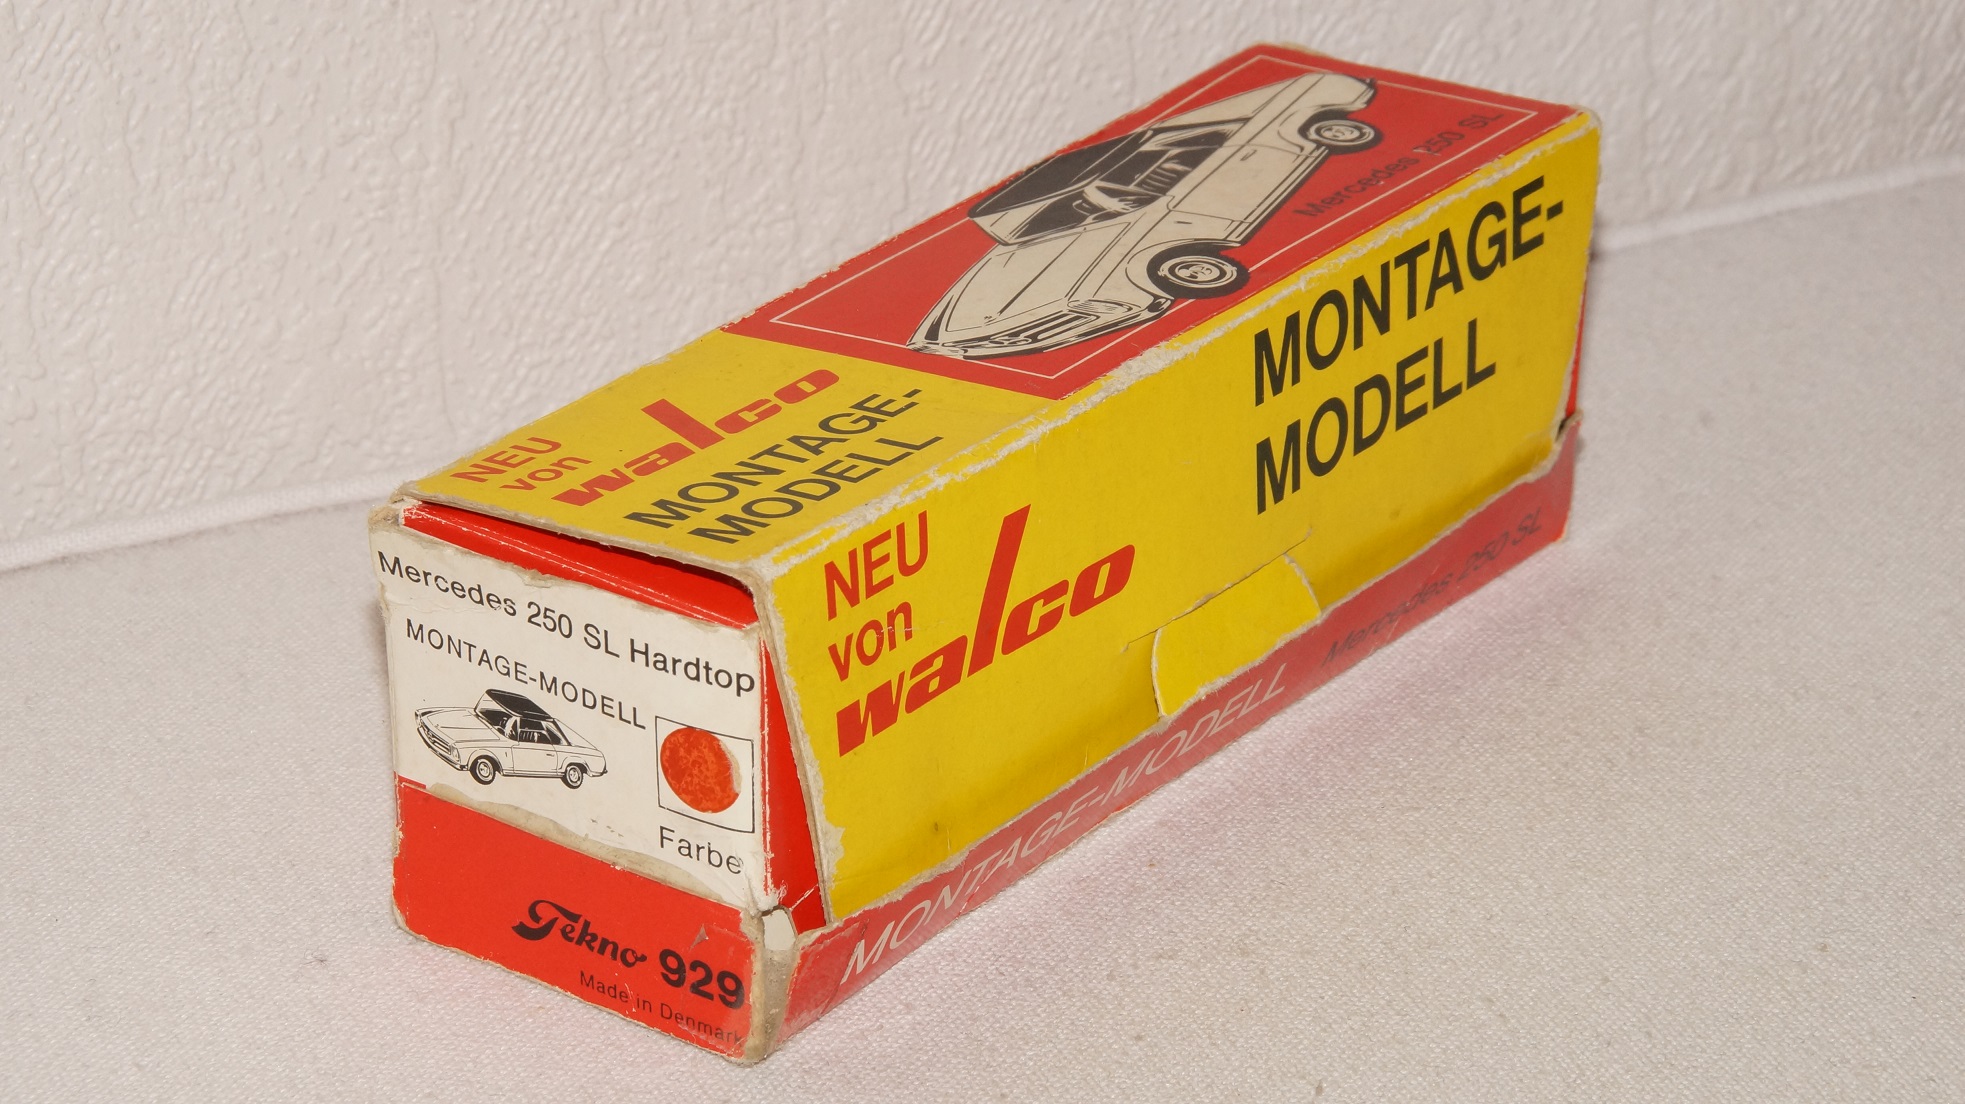 Mercedes 250 SL
NEU
von
walco
MONTAGE-
MODELL
NEU
von
walco
MONTAGE-
MODELL
MONTAGE-MODELL Mercedes 250 SL
Mercedes 250 SL Hardtop
MONTAGE-MODELL
Farbe
Tekno 929
Made in Denmark